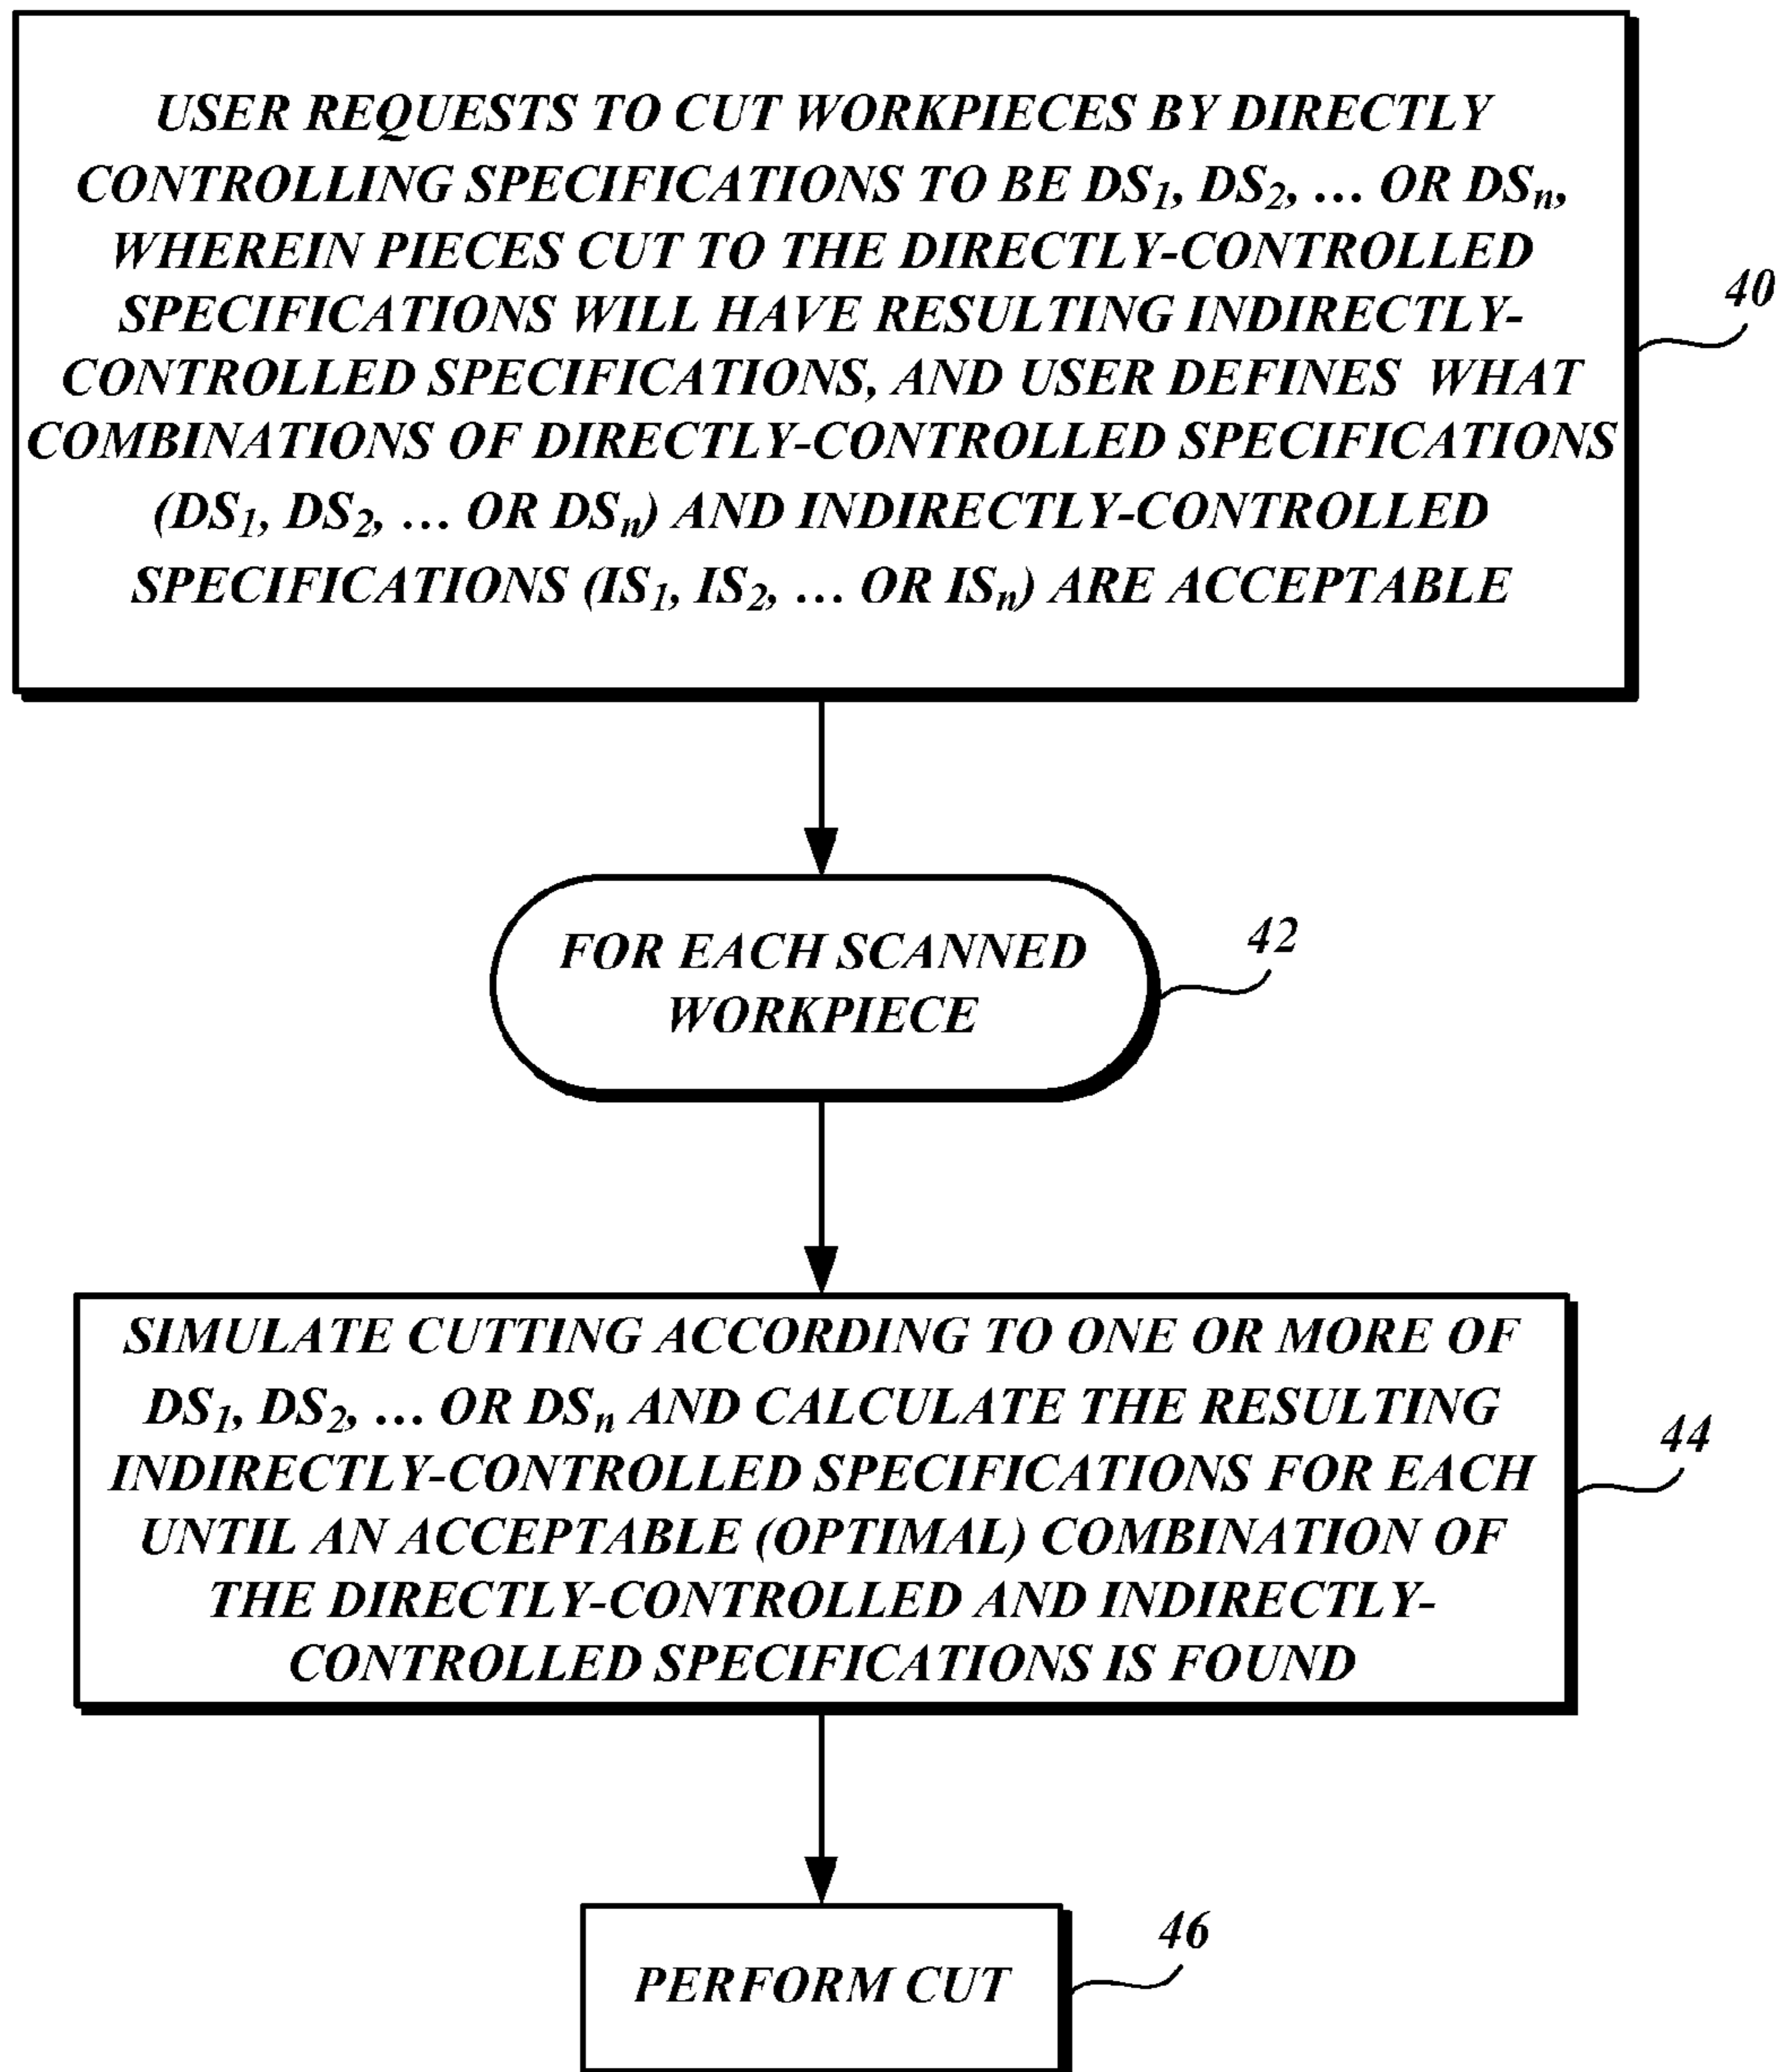 USER REQUESTS TO CUT WORKPIECES BY DIRECTLY
CONTROLLING SPECIFICATIONS TO BE DS1, DS2, … OR DSn,
WHEREIN PIECES CUT TO THE DIRECTLY-CONTROLLED
SPECIFICATIONS WILL HAVE RESULTING INDIRECTLY-
CONTROLLED SPECIFICATIONS, AND USER DEFINES WHAT
COMBINATIONS OF DIRECTLY-CONTROLLED SPECIFICATIONS
(DS1, DS2, … OR DSn) AND INDIRECTLY-CONTROLLED
SPECIFICATIONS (IS1, IS2, … OR ISn) ARE ACCEPTABLE
40
FOR EACH SCANNED
WORKPIECE
42
SIMULATE CUTTING ACCORDING TO ONE OR MORE OF
DS1, DS2, … OR DSn AND CALCULATE THE RESULTING
INDIRECTLY-CONTROLLED SPECIFICATIONS FOR EACH
UNTIL AN ACCEPTABLE (OPTIMAL) COMBINATION OF
THE DIRECTLY-CONTROLLED AND INDIRECTLY-
CONTROLLED SPECIFICATIONS IS FOUND
44
PERFORM CUT
46